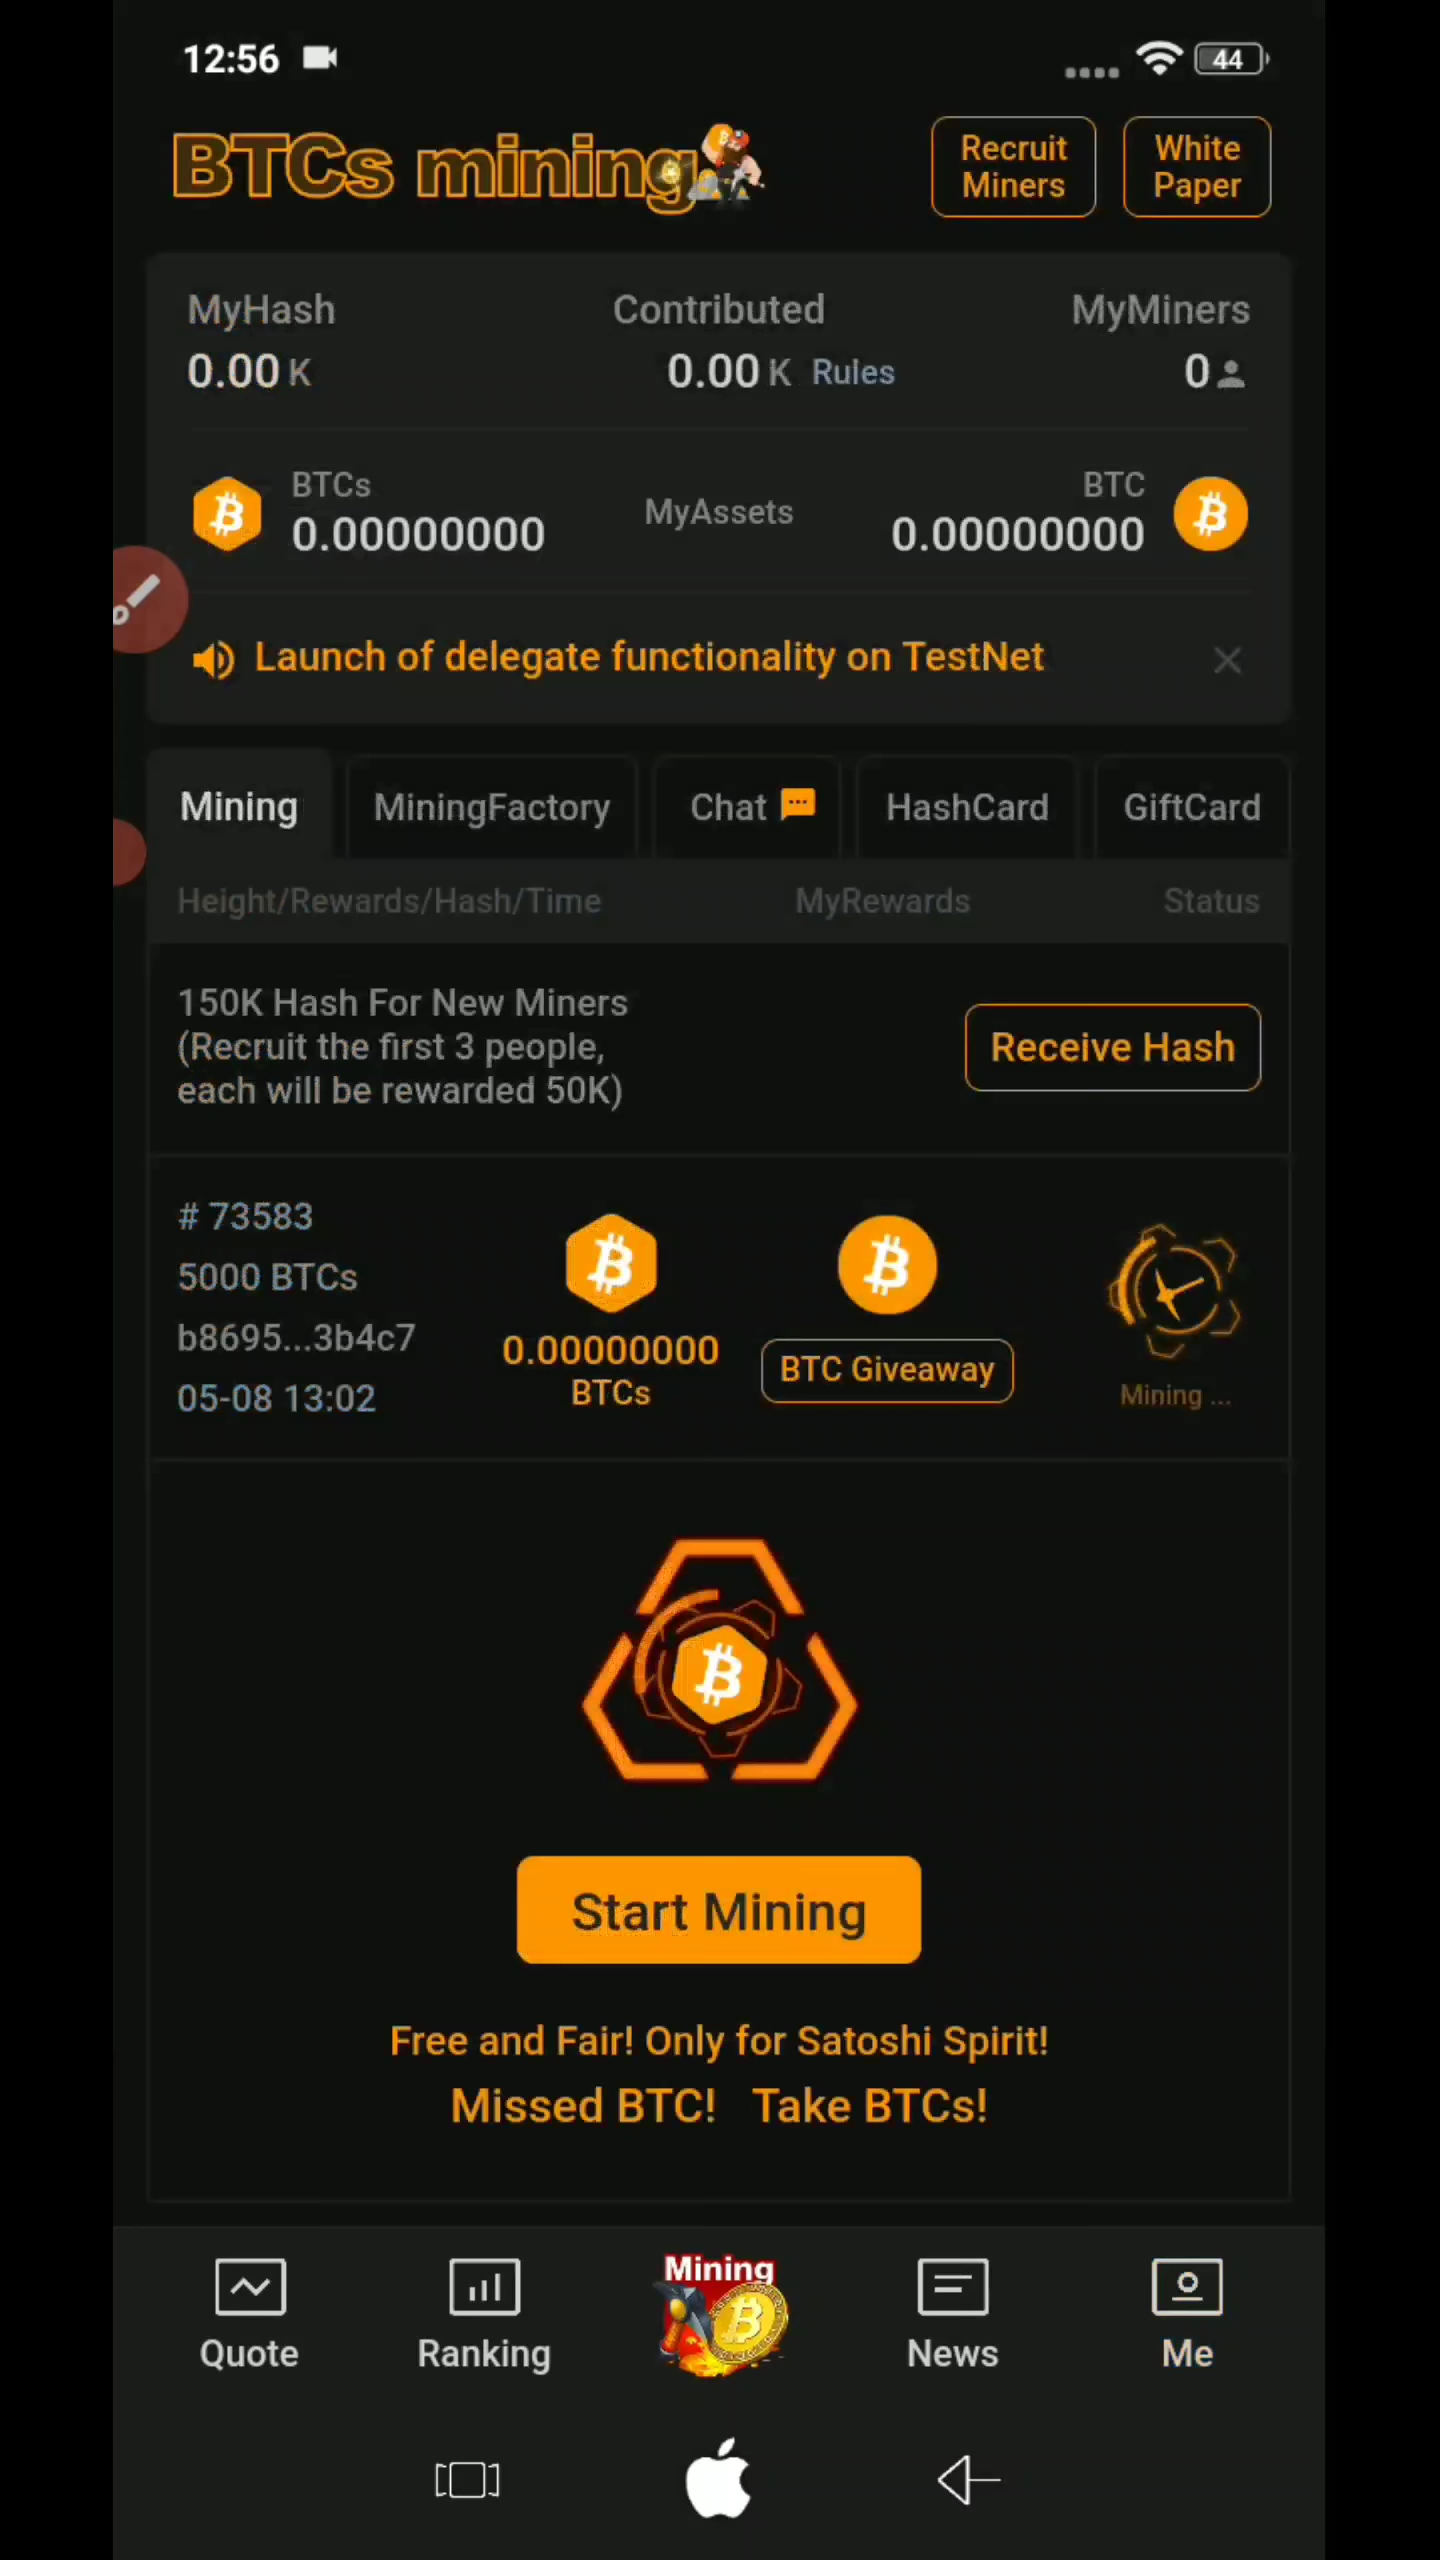 12:56
44
BTCs mining
Recruit
Miners
White
Paper
MyHash
Contributed
MyMiners
0.00 K
0.00 K Rules
0
BTCs
0.00000000
MyAssets
BTC
0.00000000
Launch of delegate functionality on TestNet
Mining
MiningFactory
Chat
HashCard
GiftCard
Height/Rewards/Hash/Time
MyRewards
Status
150K Hash For New Miners
(Recruit the first 3 people,
each will be rewarded 50K)
Receive Hash
# 73583
5000 BTCs
b8695...3b4c7
05-08 13:02
0.00000000
BTCs
BTC Giveaway
Mining ...
Start Mining
Free and Fair! Only for Satoshi Spirit!
Missed BTC! Take BTCs!
Quote
Ranking
Mining
News
Me